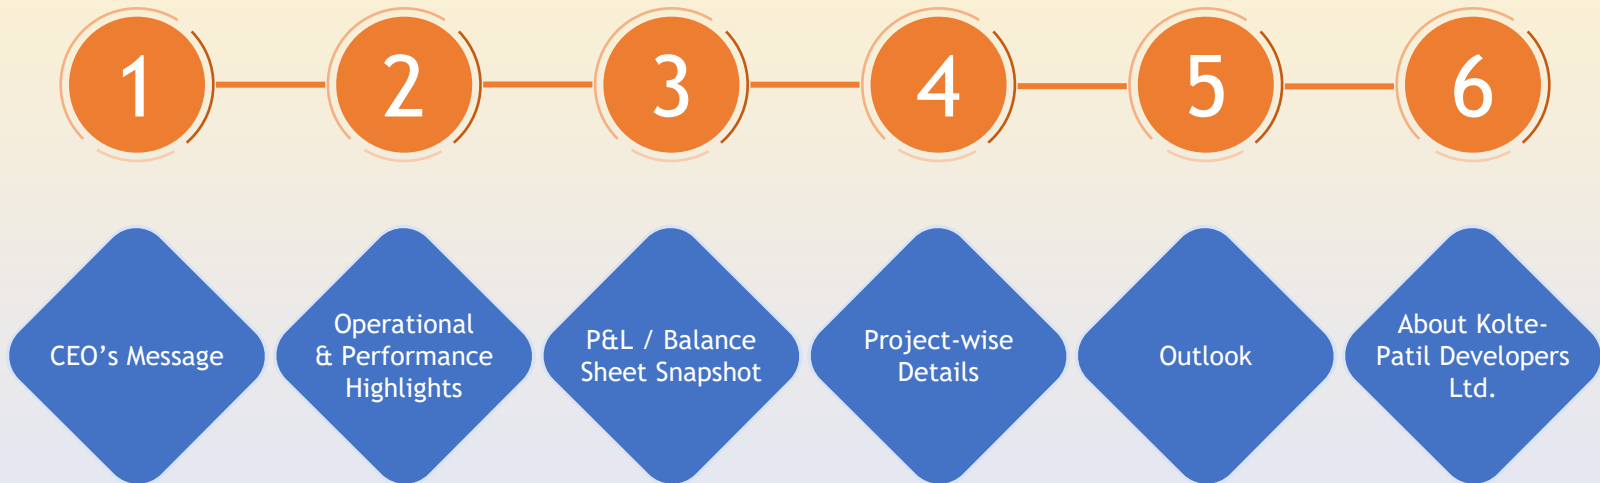 1
2
3
4
5
6
CEO’s Message
Operational
& Performance
Highlights
P&L / Balance
Sheet Snapshot
Project-wise
Details
Outlook
About Kolte-
Patil Developers
Ltd.